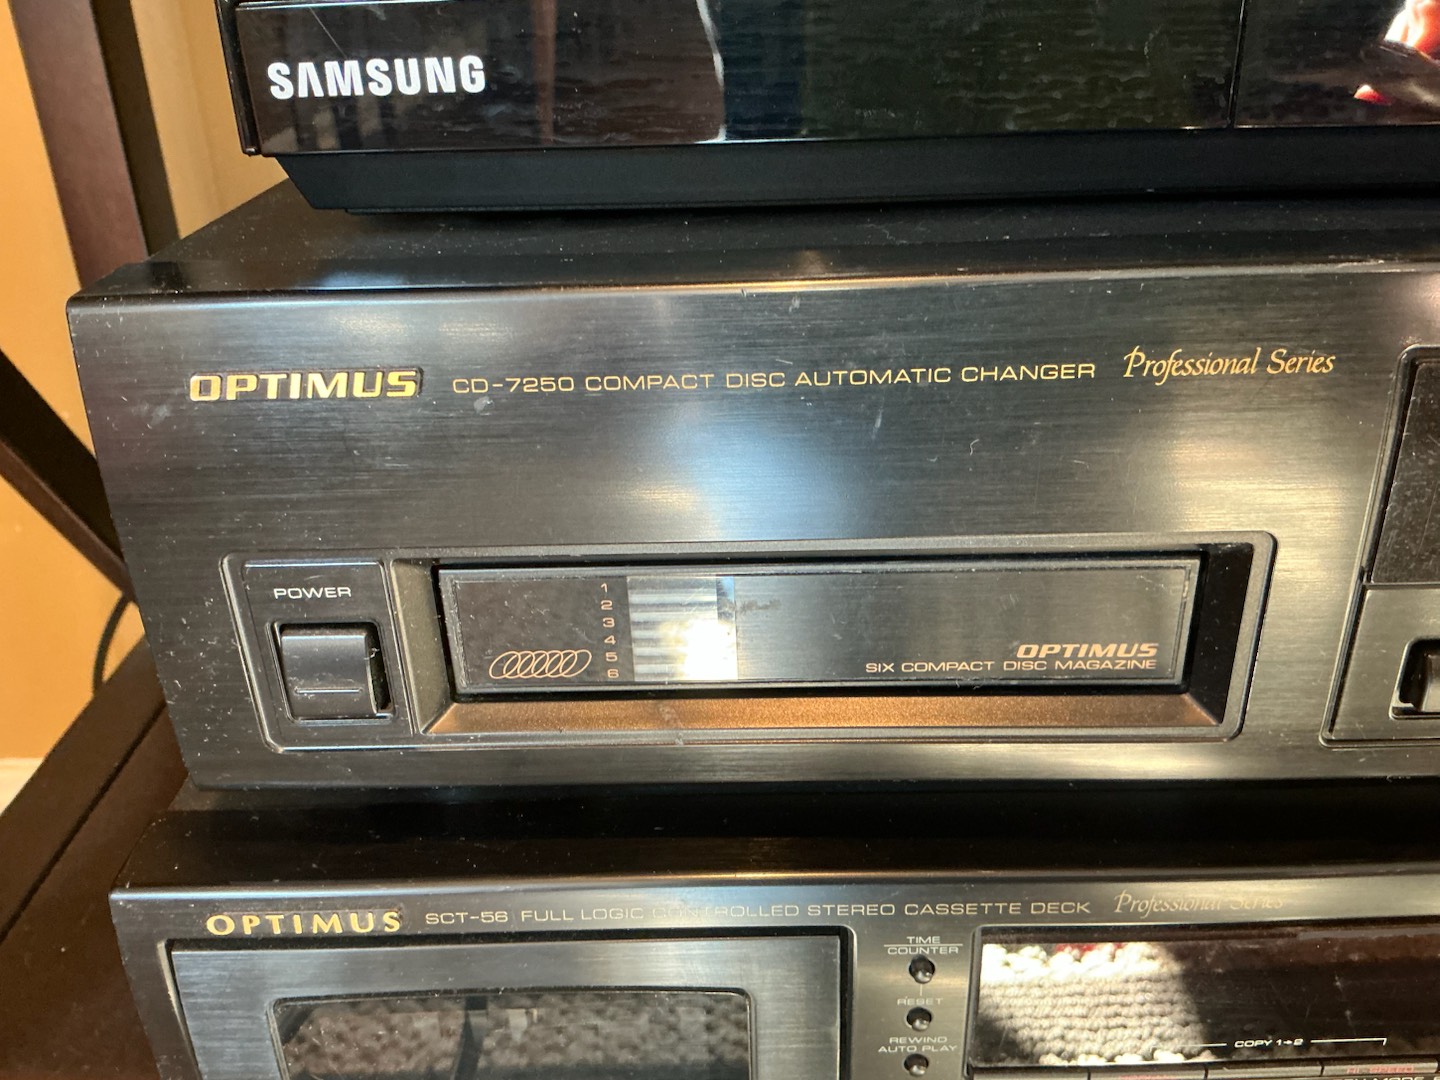 SAMSUNG
OPTIMUS CD-7250 COMPACT DISC AUTOMATIC CHANGER Professional Series
POWER
1
2
3
4
5
6
OPTIMUS
SIX COMPACT DISC MAGAZINE
OPTIMUS SCT-56 FULL LOGIC CONTROLLED STEREO CASSETTE DECK Professional Series
TIME
COUNTER
RESET
REWIND
AUTO PLAY
COPY 1➔2
HI-SPEED